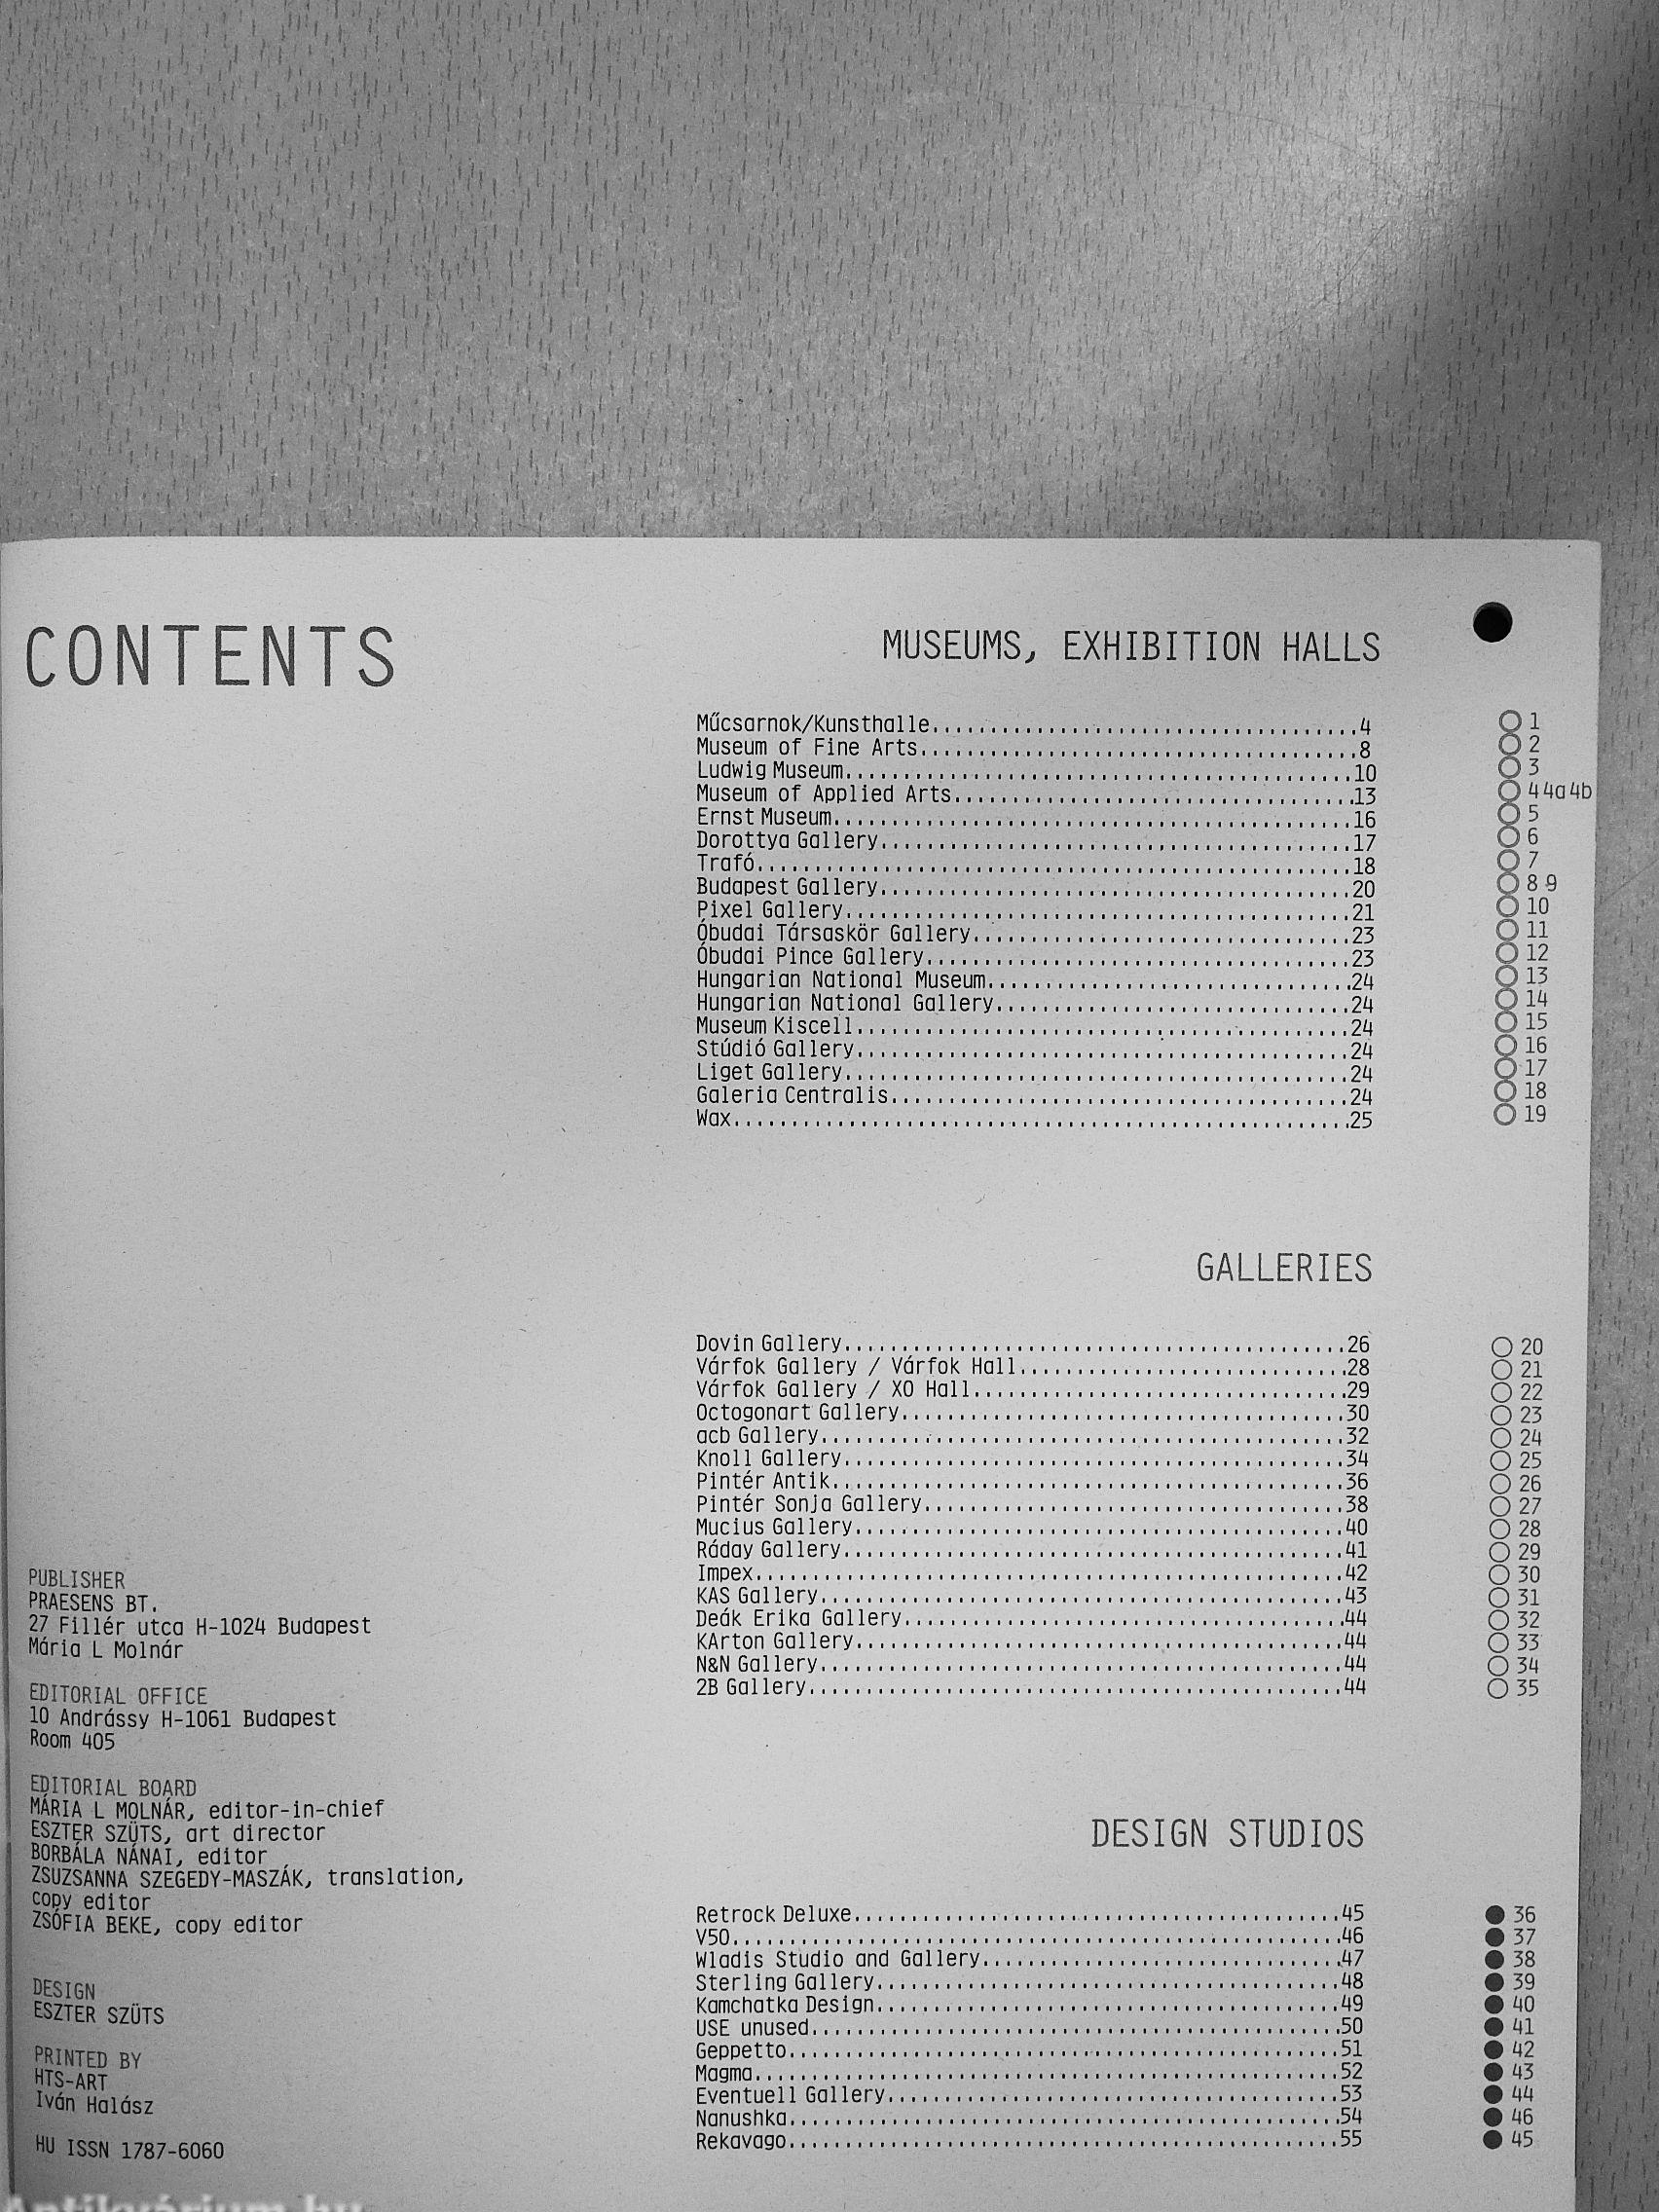 CONTENTS
MUSEUMS, EXHIBITION HALLS
Műcsarnok/Kunsthalle 4 1
Museum of Fine Arts 8 2
Ludwig Museum 10 3
Museum of Applied Arts 13 4 4a 4b
Ernst Museum 16 5
Dorottya Gallery 17 6
Trafó 18 7
Budapest Gallery 20 8 9
Pixel Gallery 21 10
Óbudai Társaskör Gallery 23 11
Óbudai Pince Gallery 23 12
Hungarian National Museum 24 13
Hungarian National Gallery 24 14
Museum Kiscell 24 15
Stúdió Gallery 24 16
Liget Gallery 24 17
Galeria Centralis 24 18
Wax 25 19
GALLERIES
Dovin Gallery 26 20
Várfok Gallery / Várfok Hall 28 21
Várfok Gallery / XO Hall 29 22
Octogonart Gallery 30 23
acb Gallery 32 24
Knoll Gallery 34 25
Pintér Antik 36 26
Pintér Sonja Gallery 38 27
Mucius Gallery 40 28
Ráday Gallery 41 29
Impex 42 30
KAS Gallery 43 31
Deák Erika Gallery 44 32
KArton Gallery 44 33
N&N Gallery 44 34
2B Gallery 44 35
DESIGN STUDIOS
Retrock Deluxe 45 36
V50 46 37
Wladis Studio and Gallery 47 38
Sterling Gallery 48 39
Kamchatka Design 49 40
USE unused 50 41
Geppetto 51 42
Magma 52 43
Eventuell Gallery 53 44
Nanushka 54 46
Rekavago 55 45
PUBLISHER
PRAESENS BT.
27 Fillér utca H-1024 Budapest
Mária L Molnár
EDITORIAL OFFICE
10 Andrássy H-1061 Budapest
Room 405
EDITORIAL BOARD
MÁRIA L MOLNÁR, editor-in-chief
ESZTER SZÜTS, art director
BORBÁLA NÁNAI, editor
ZSUZSANNA SZEGEDY-MASZÁK, translation,
copy editor
ZSÓFIA BEKE, copy editor
DESIGN
ESZTER SZÜTS
PRINTED BY
HTS-ART
Iván Halász
HU ISSN 1787-6060
Antikvárium.hu